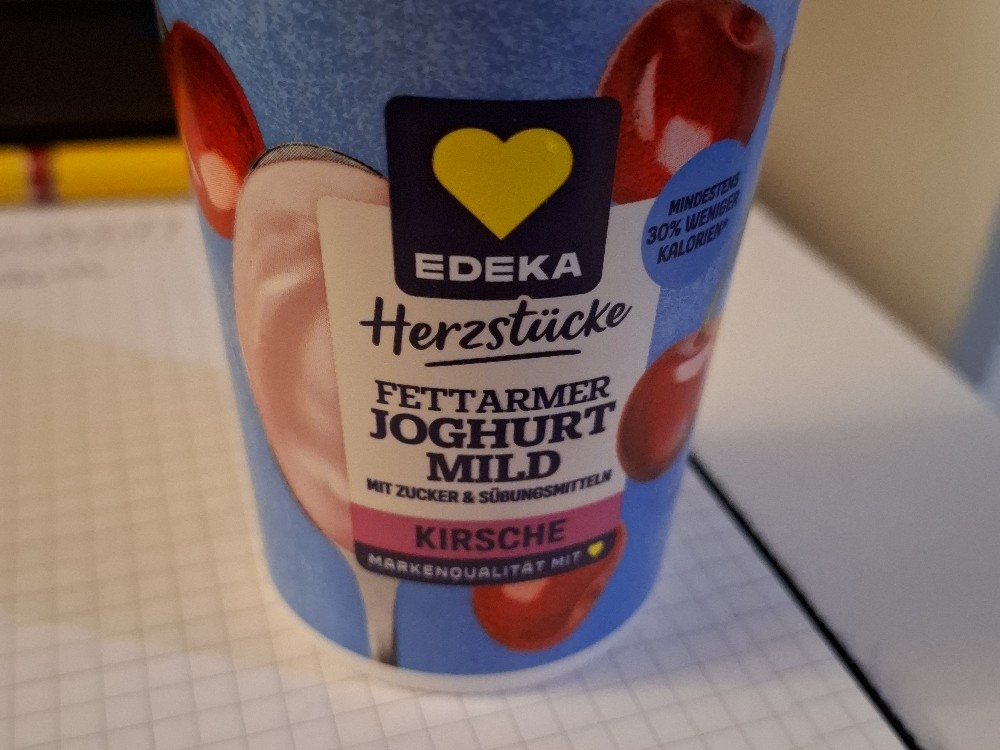 EDEKA
Herzstücke
MINDESTENS
30% WENIGER
KALORIEN*
FETTARMER
JOGHURT
MILD
MIT ZUCKER & SÜßUNGSMITTELN
KIRSCHE
MARKENQUALITÄT MIT